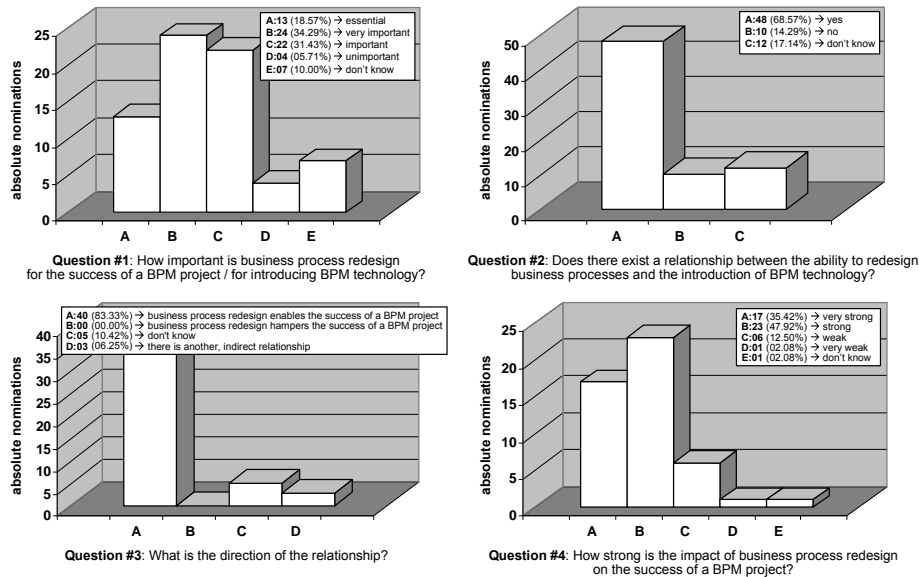 A:13 (18.57%) → essential
B:24 (34.29%) → very important
C:22 (31.43%) → important
D:04 (05.71%) → unimportant
E:07 (10.00%) → don't know
absolute nominations
25
20
15
10
5
0
A B C D E
Question #1: How important is business process redesign
for the success of a BPM project / for introducing BPM technology?
A:48 (68.57%) → yes
B:10 (14.29%) → no
C:12 (17.14%) → don't know
absolute nominations
50
40
30
20
10
0
A B C
Question #2: Does there exist a relationship between the ability to redesign
business processes and the introduction of BPM technology?
A:40 (83.33%) → business process redesign enables the success of a BPM project
B:00 (00.00%) → business process redesign hampers the success of a BPM project
C:05 (10.42%) → don't know
D:03 (06.25%) → there is another, indirect relationship
absolute nominations
40
35
30
25
20
15
10
5
0
A B C D
Question #3: What is the direction of the relationship?
A:17 (35.42%) → very strong
B:23 (47.92%) → strong
C:06 (12.50%) → weak
D:01 (02.08%) → very weak
E:01 (02.08%) → don't know
absolute nominations
25
20
15
10
5
0
A B C D E
Question #4: How strong is the impact of business process redesign
on the success of a BPM project?